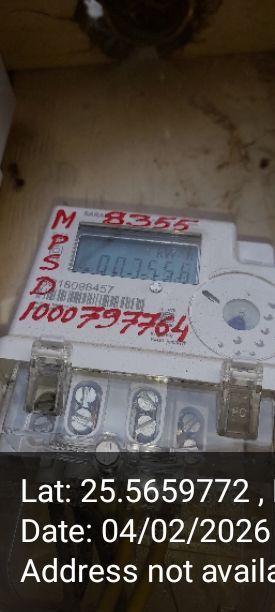 M 8355
P
S
D
18098457
1000797764
Lat: 25.5659772 ,
Date: 04/02/2026
Address not availa